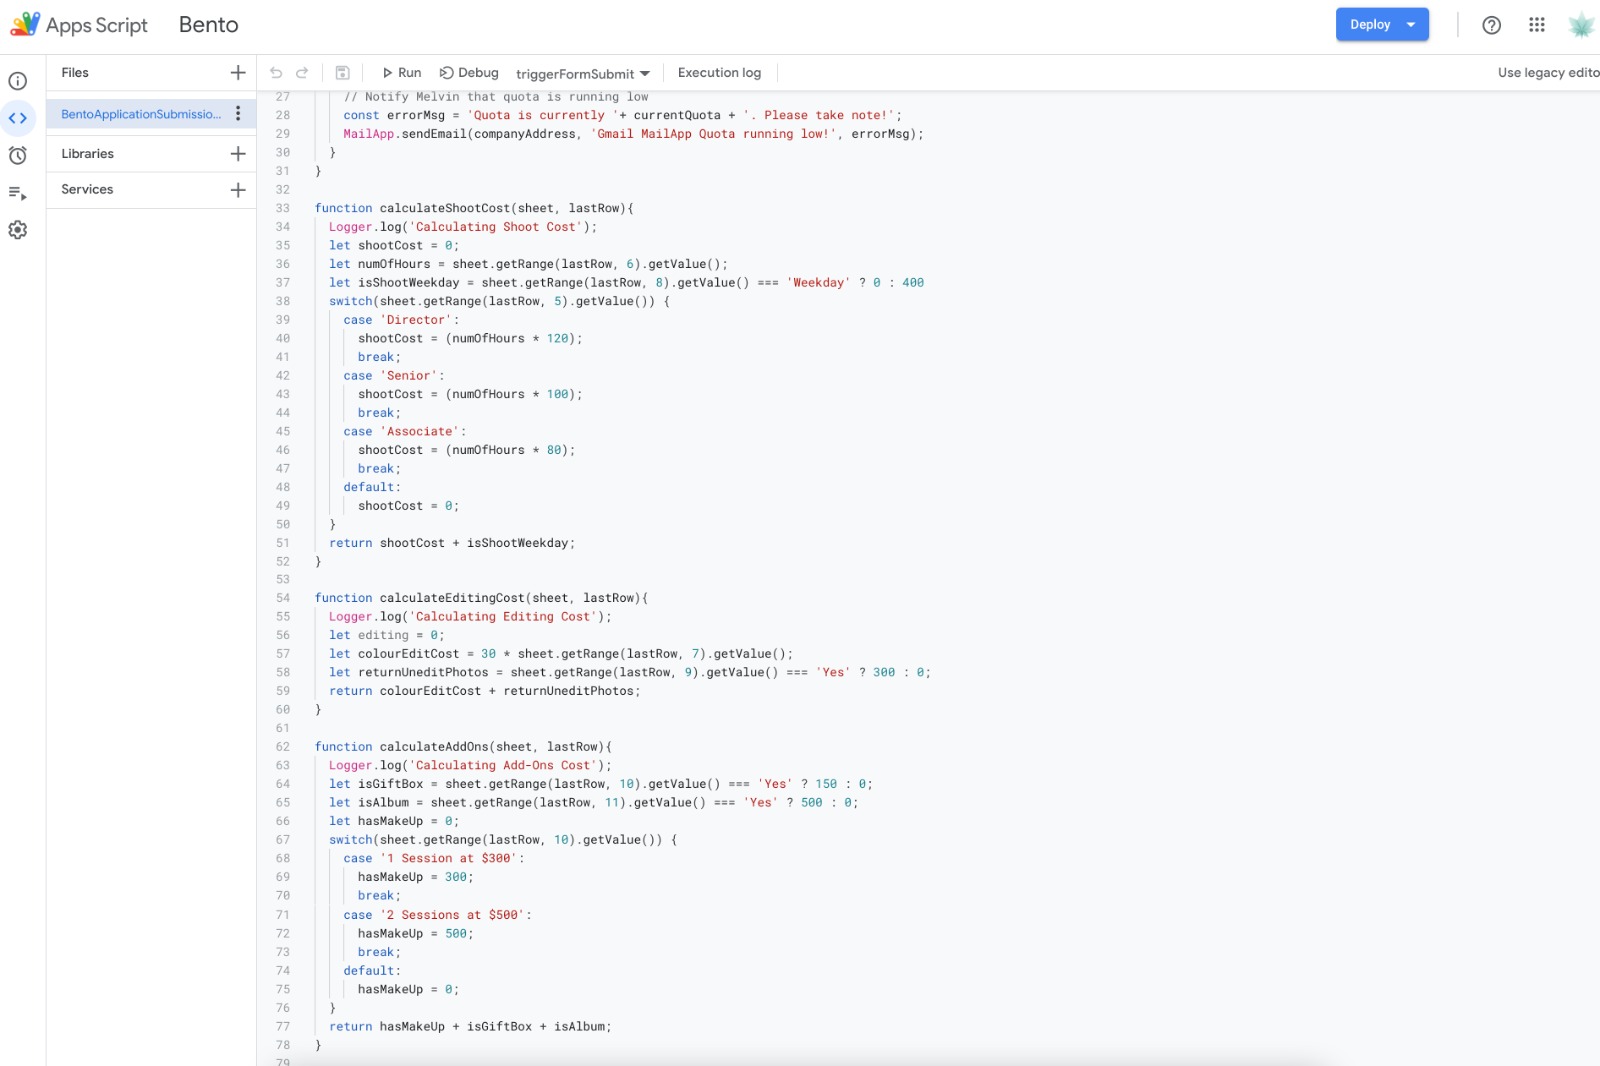 Apps Script Bento Deploy
Files Run Debug triggerFormSubmit Execution log Use legacy edito
BentoApplicationSubmissio...
Libraries
Services
27 // Notify Melvin that quota is running low
28 const errorMsg = 'Quota is currently '+ currentQuota + '. Please take note!';
29 MailApp.sendEmail(companyAddress, 'Gmail MailApp Quota running low!', errorMsg);
30 }
31 }
32
33 function calculateShootCost(sheet, lastRow){
34 Logger.log('Calculating Shoot Cost');
35 let shootCost = 0;
36 let numOfHours = sheet.getRange(lastRow, 6).getValue();
37 let isShootWeekday = sheet.getRange(lastRow, 8).getValue() === 'Weekday' ? 0 : 400
38 switch(sheet.getRange(lastRow, 5).getValue()) {
39 case 'Director':
40 shootCost = (numOfHours * 120);
41 break;
42 case 'Senior':
43 shootCost = (numOfHours * 100);
44 break;
45 case 'Associate':
46 shootCost = (numOfHours * 80);
47 break;
48 default:
49 shootCost = 0;
50 }
51 return shootCost + isShootWeekday;
52 }
53
54 function calculateEditingCost(sheet, lastRow){
55 Logger.log('Calculating Editing Cost');
56 let editing = 0;
57 let colourEditCost = 30 * sheet.getRange(lastRow, 7).getValue();
58 let returnUneditPhotos = sheet.getRange(lastRow, 9).getValue() === 'Yes' ? 300 : 0;
59 return colourEditCost + returnUneditPhotos;
60 }
61
62 function calculateAddOns(sheet, lastRow){
63 Logger.log('Calculating Add-Ons Cost');
64 let isGiftBox = sheet.getRange(lastRow, 10).getValue() === 'Yes' ? 150 : 0;
65 let isAlbum = sheet.getRange(lastRow, 11).getValue() === 'Yes' ? 500 : 0;
66 let hasMakeUp = 0;
67 switch(sheet.getRange(lastRow, 10).getValue()) {
68 case '1 Session at $300':
69 hasMakeUp = 300;
70 break;
71 case '2 Sessions at $500':
72 hasMakeUp = 500;
73 break;
74 default:
75 hasMakeUp = 0;
76 }
77 return hasMakeUp + isGiftBox + isAlbum;
78 }
79